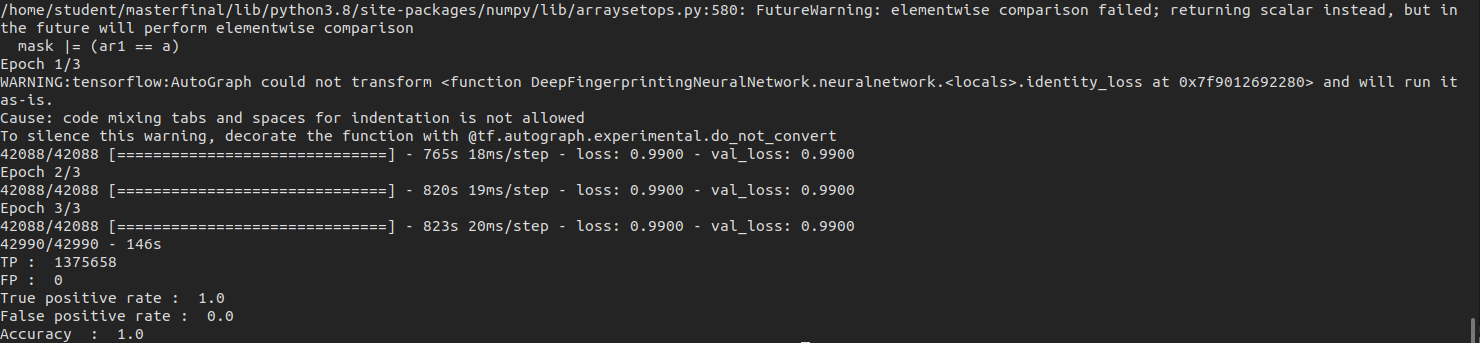 /home/student/masterfinal/lib/python3.8/site-packages/numpy/lib/arraysetops.py:580: FutureWarning: elementwise comparison failed; returning scalar instead, but in
the future will perform elementwise comparison
  mask |= (ar1 == a)
Epoch 1/3
WARNING:tensorflow:AutoGraph could not transform <function DeepFingerprintingNeuralNetwork.neuralnetwork.<locals>.identity_loss at 0x7f9012692280> and will run it
as-is.
Cause: code mixing tabs and spaces for indentation is not allowed
To silence this warning, decorate the function with @tf.autograph.experimental.do_not_convert
42088/42088 [==============================] - 765s 18ms/step - loss: 0.9900 - val_loss: 0.9900
Epoch 2/3
42088/42088 [==============================] - 820s 19ms/step - loss: 0.9900 - val_loss: 0.9900
Epoch 3/3
42088/42088 [==============================] - 823s 20ms/step - loss: 0.9900 - val_loss: 0.9900
42990/42990 - 146s
TP :  1375658
FP :  0
True positive rate :  1.0
False positive rate :  0.0
Accuracy  :  1.0